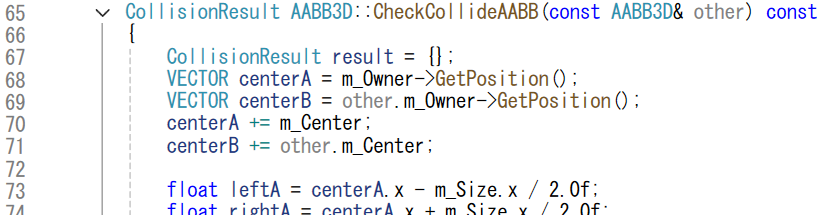 65 CollisionResult AABB3D::CheckCollideAABB(const AABB3D& other) const
66 {
67 CollisionResult result = {};
68 VECTOR centerA = m_Owner->GetPosition();
69 VECTOR centerB = other.m_Owner->GetPosition();
70 centerA += m_Center;
71 centerB += other.m_Center;
72
73 float leftA = centerA.x - m_Size.x / 2.0f;
74 float rightA = centerA.x + m_Size.x / 2.0f;